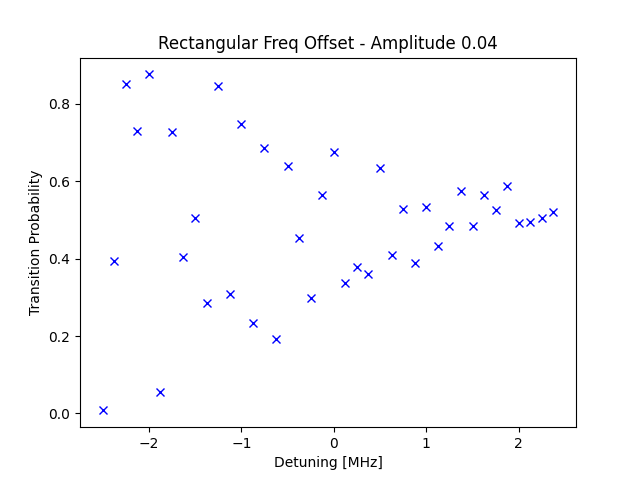 Rectangular Freq Offset - Amplitude 0.04
0.8
0.6
0.4
0.2
0.0
Transition Probability
−2 −1 0 1 2
Detuning [MHz]